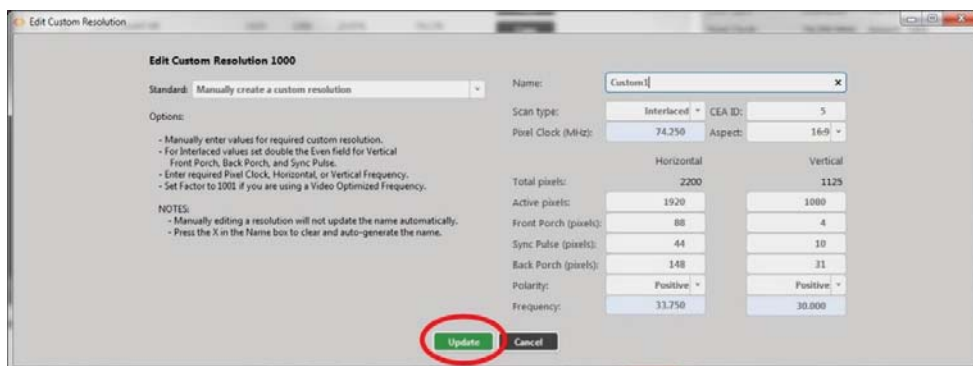 Edit Custom Resolution
Edit Custom Resolution 1000
Standard: Manually create a custom resolution
Options:
- Manually enter values for required custom resolution.
- For Interlaced values set double the Even field for Vertical
Front Porch, Back Porch, and Sync Pulse.
- Enter required Pixel Clock, Horizontal, or Vertical Frequency.
- Set Factor to 1001 if you are using a Video Optimized Frequency.
NOTES:
- Manually editing a resolution will not update the name automatically.
- Press the X in the Name box to clear and auto-generate the name.
Name: Custom1 x
Scan type: Interlaced CEA ID: 5
Pixel Clock (MHz): 74.250 Aspect: 16:9
Horizontal Vertical
Total pixels: 2200 1125
Active pixels: 1920 1080
Front Porch (pixels): 88 4
Sync Pulse (pixels): 44 10
Back Porch (pixels): 148 31
Polarity: Positive Positive
Frequency: 33.750 30.000
Update Cancel